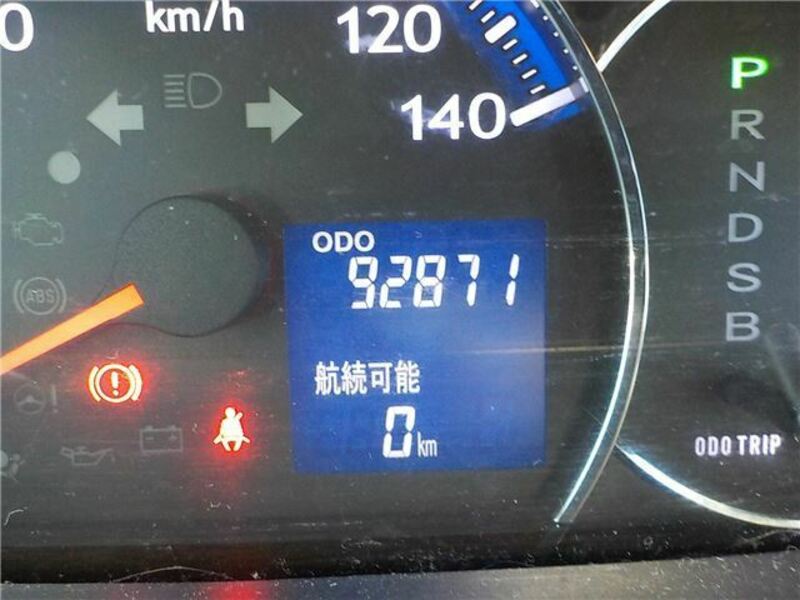 0
km/h
120
140
P
R
N
D
S
B
ABS
ODO
92871
航続可能
0km
ODO TRIP